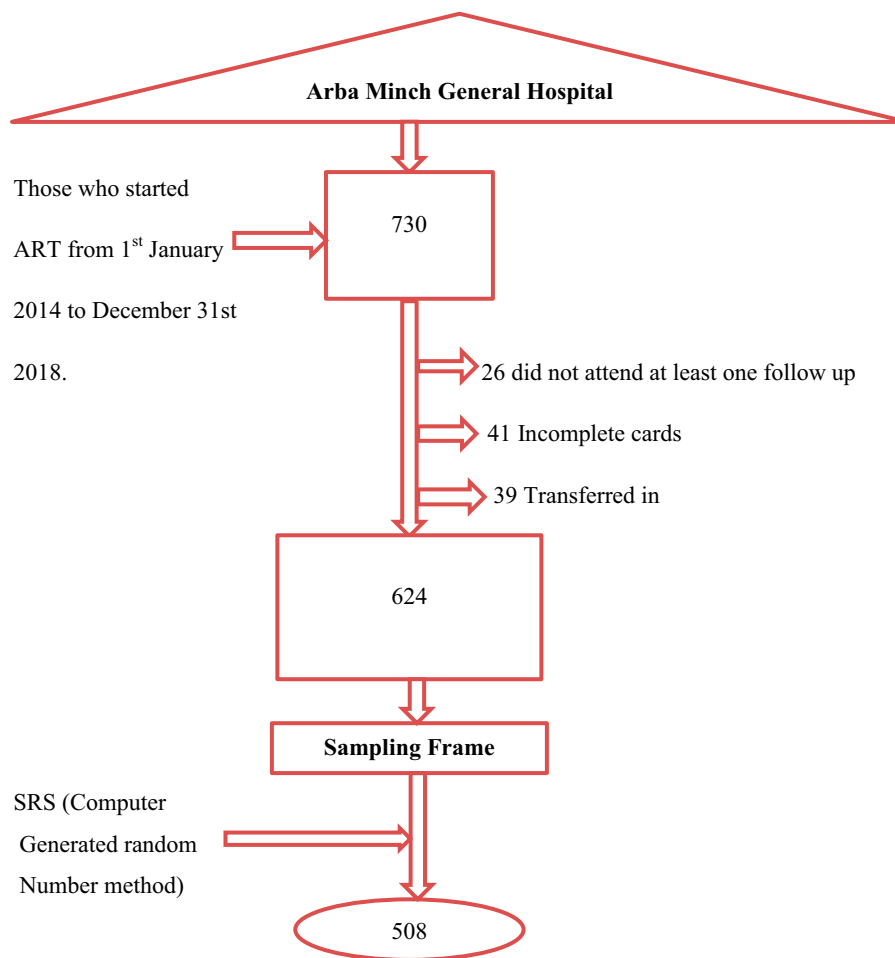 Arba Minch General Hospital
Those who started
ART from 1st January
2014 to December 31st
2018.
730
26 did not attend at least one follow up
41 Incomplete cards
39 Transferred in
624
Sampling Frame
SRS (Computer
Generated random
Number method)
508